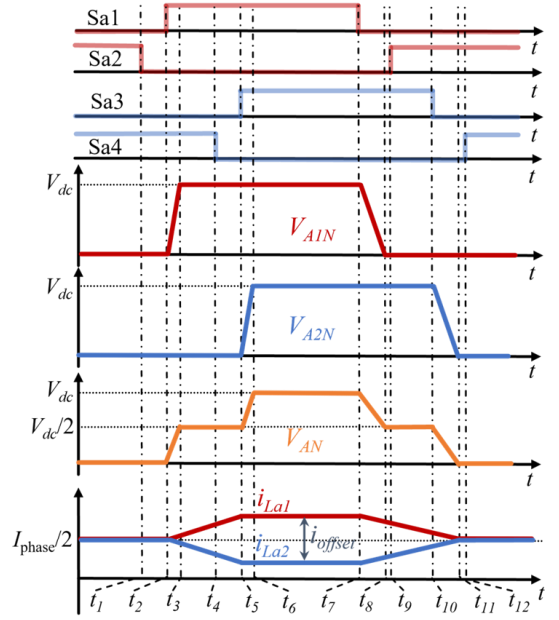 Sa1
t
Sa2
t
Sa3
t
Sa4
t
Vdc
VA1N
t
Vdc
VA2N
t
Vdc
Vdc/2
VAN
t
iLa1
Iphase/2
iLa2
ioffset
t1 t2 t3 t4 t5 t6 t7 t8 t9 t10 t11 t12